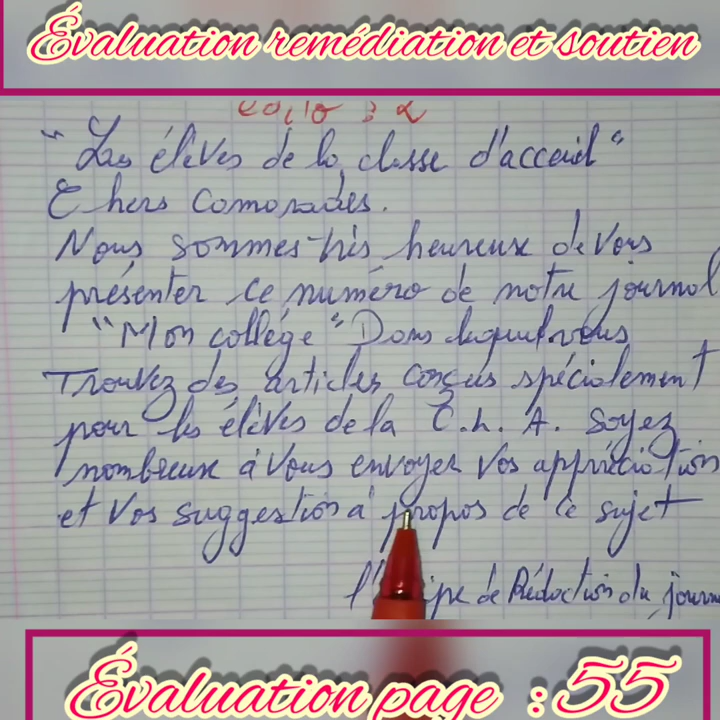 Évaluation remédiation et soutien
"Les élèves de la classe d'acceuil"
Chers Camarades.
Nous sommes très heureux de vous
présenter ce numéro de notre journal
"Mon collège" Dans lequel vous
Trouvez des articles conçus spécialement
pour les élèves de la C.L.A. Soyez
nombreux à vous envoyer vos appréciation
et vos suggestion à propos de ce sujet
de Rédaction du journ
Évaluation page : 55